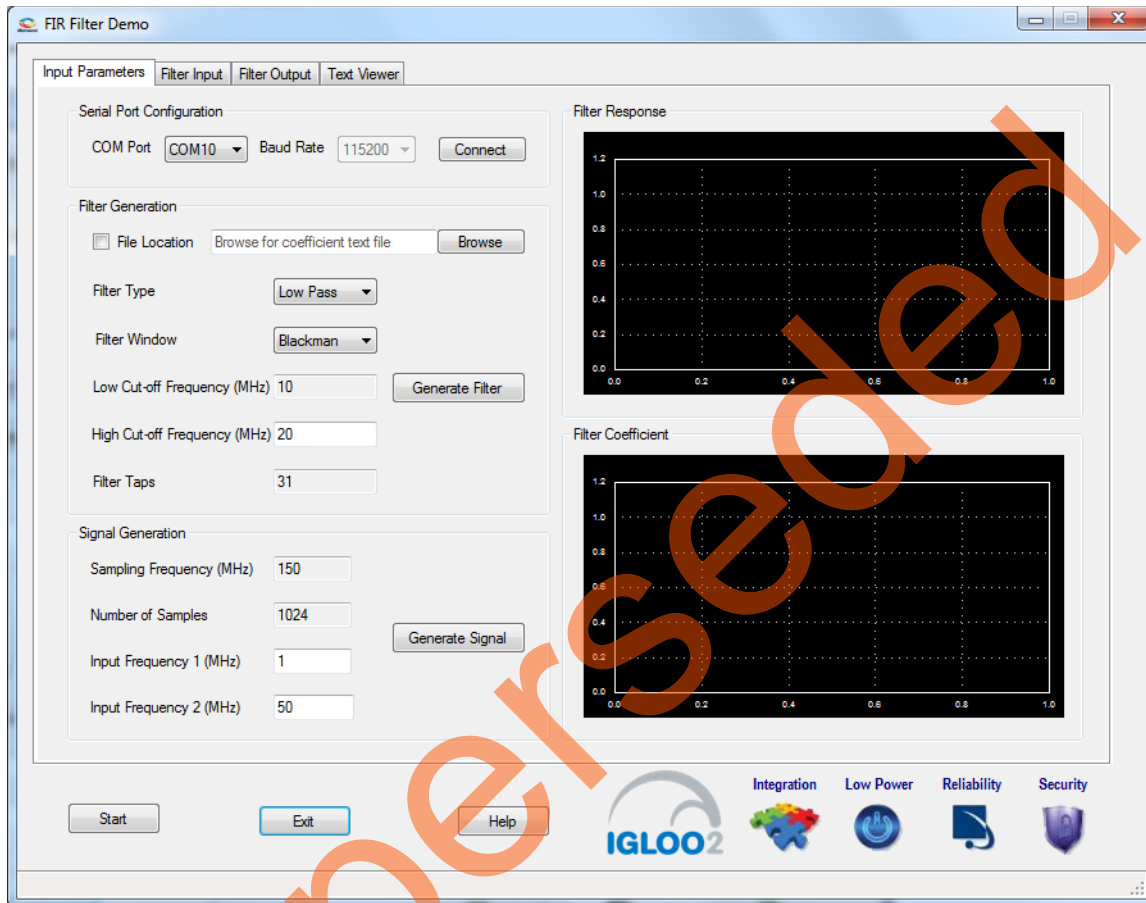 FIR Filter Demo
Input Parameters Filter Input Filter Output Text Viewer
Serial Port Configuration
COM Port COM10 Baud Rate 115200 Connect
Filter Generation
File Location Browse for coefficient text file Browse
Filter Type Low Pass
Filter Window Blackman
Low Cut-off Frequency (MHz) 10 Generate Filter
High Cut-off Frequency (MHz) 20
Filter Taps 31
Signal Generation
Sampling Frequency (MHz) 150
Number of Samples 1024
Generate Signal
Input Frequency 1 (MHz) 1
Input Frequency 2 (MHz) 50
Filter Response
1.2
1.0
0.8
0.6
0.4
0.2
0.0
0.0 0.2 0.4 0.6 0.8 1.0
Filter Coefficient
1.2
1.0
0.8
0.6
0.4
0.2
0.0
0.0 0.2 0.4 0.6 0.8 1.0
Start Exit Help
IGLOO2
Integration Low Power Reliability Security
perseded